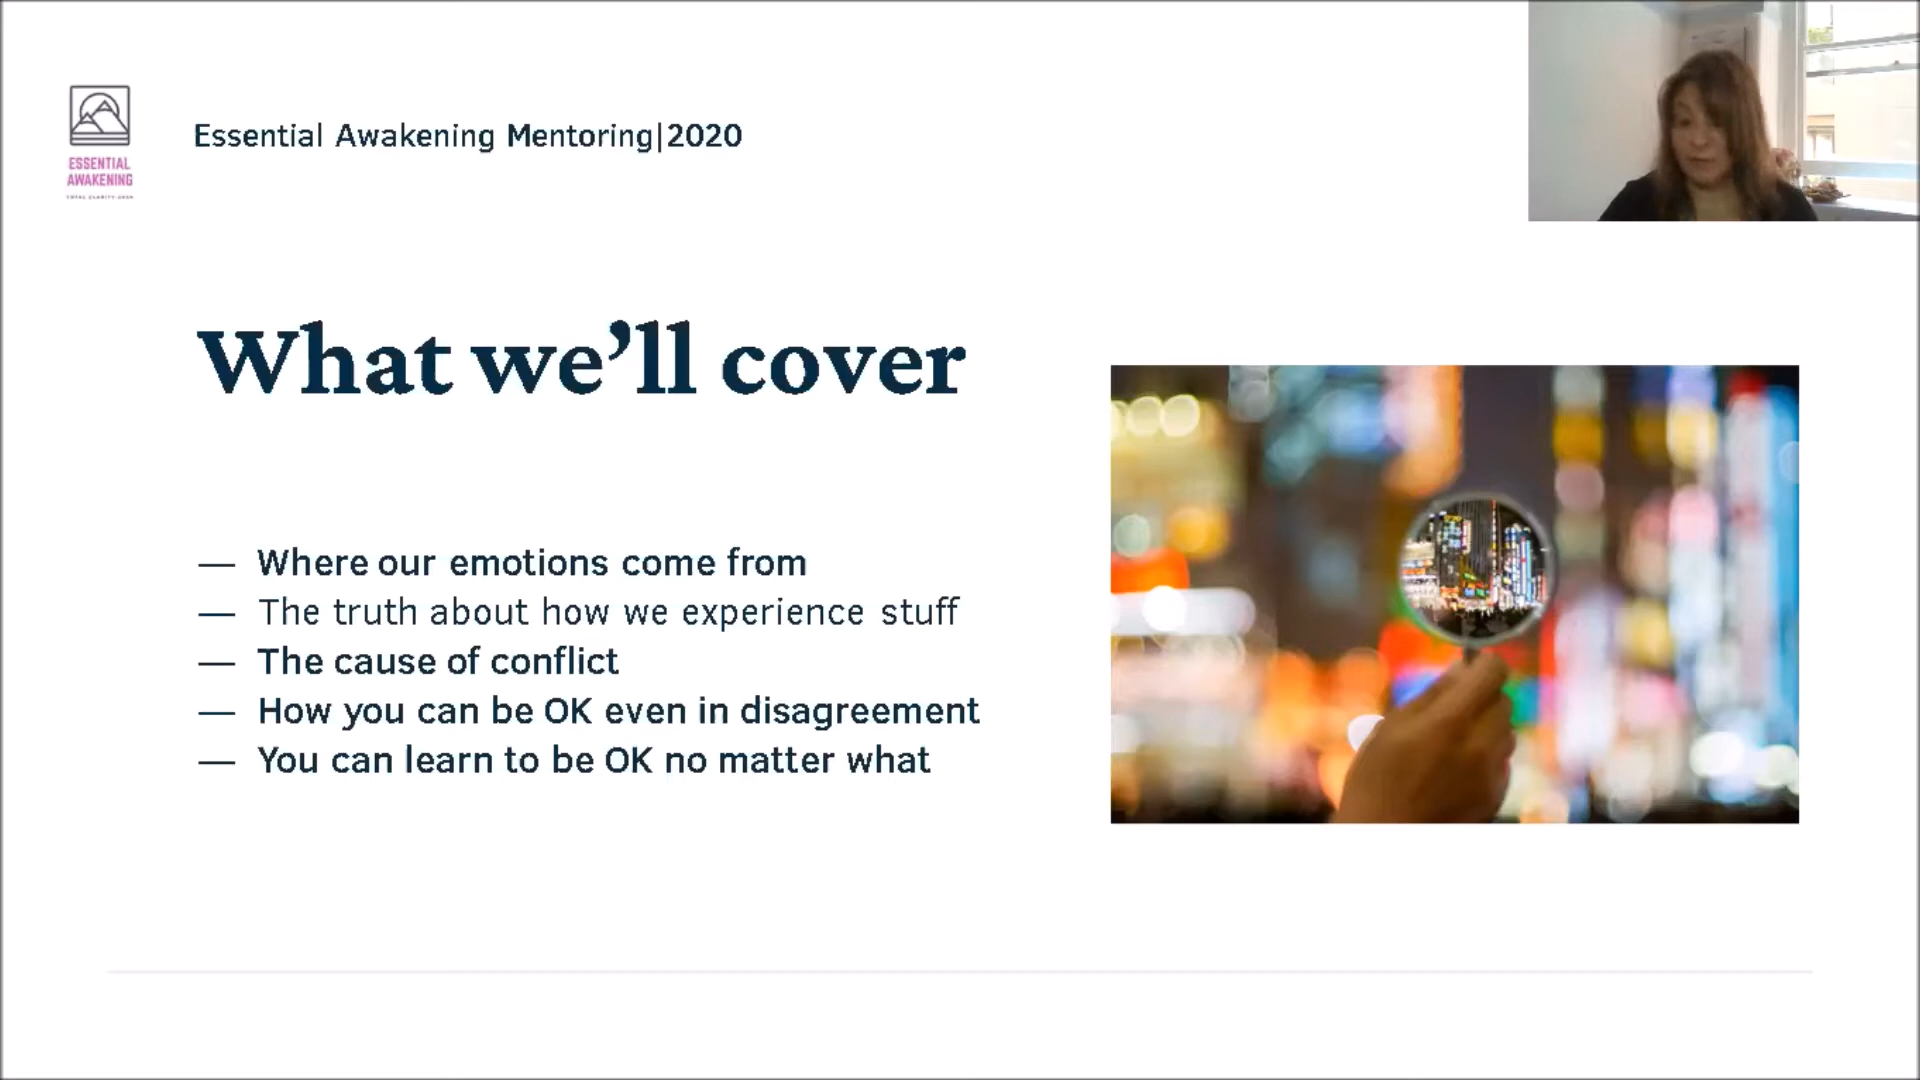 Essential Awakening Mentoring|2020
ESSENTIAL
AWAKENING
What we’ll cover
— Where our emotions come from
— The truth about how we experience stuff
— The cause of conflict
— How you can be OK even in disagreement
— You can learn to be OK no matter what